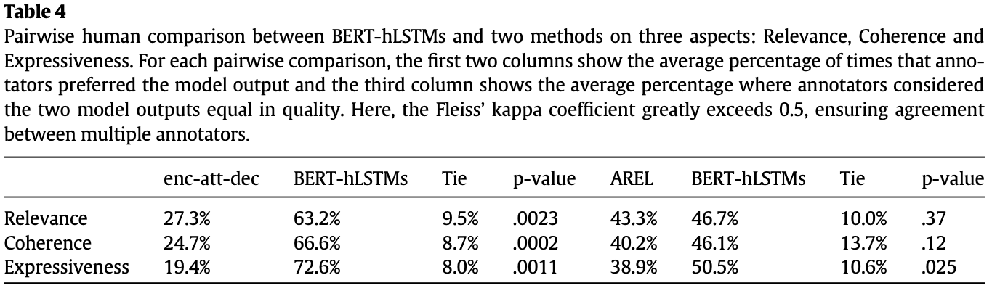 Table 4
Pairwise human comparison between BERT-hLSTMs and two methods on three aspects: Relevance, Coherence and
Expressiveness. For each pairwise comparison, the first two columns show the average percentage of times that anno-
tators preferred the model output and the third column shows the average percentage where annotators considered
the two model outputs equal in quality. Here, the Fleiss’ kappa coefficient greatly exceeds 0.5, ensuring agreement
between multiple annotators.
enc-att-dec BERT-hLSTMs Tie p-value AREL BERT-hLSTMs Tie p-value
Relevance 27.3% 63.2% 9.5% .0023 43.3% 46.7% 10.0% .37
Coherence 24.7% 66.6% 8.7% .0002 40.2% 46.1% 13.7% .12
Expressiveness 19.4% 72.6% 8.0% .0011 38.9% 50.5% 10.6% .025